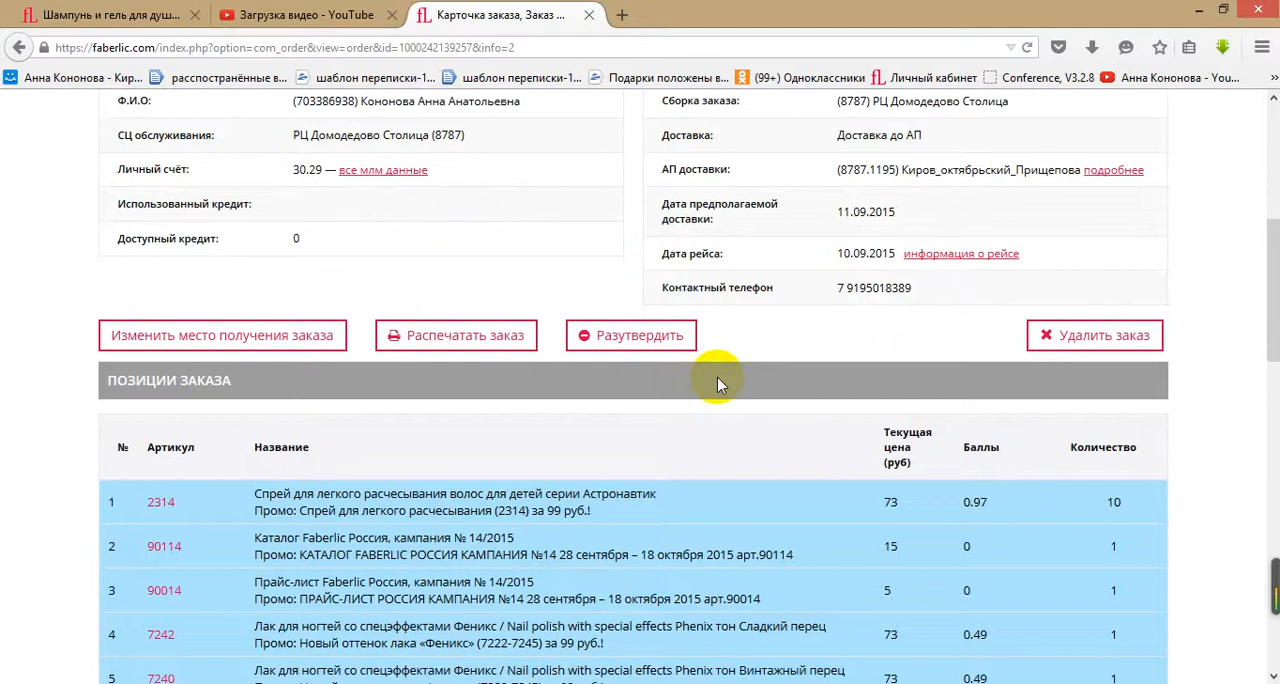 Шампунь и гель для душ...
Загрузка видео - YouTube
Карточка заказа, Заказ ...
https://faberlic.com/index.php?option=com_order&view=order&id=1000242139257&info=2
Анна Кононова - Кир...
распространённые в...
шаблон переписки-1...
шаблон переписки-1...
Подарки положены в...
(99+) Одноклассники
Личный кабинет
Conference, V.3.2.8
Анна Кононова - You...
Ф.И.О: (703386938) Кононова Анна Анатольевна
СЦ обслуживания: РЦ Домодедово Столица (8787)
Личный счёт: 30.29 — все млм данные
Использованный кредит:
Доступный кредит: 0
Сборка заказа: (8787) РЦ Домодедово Столица
Доставка: Доставка до АП
АП доставки: (8787.1195) Киров_октябрьский_Прищепова подробнее
Дата предполагаемой
доставки: 11.09.2015
Дата рейса: 10.09.2015 информация о рейсе
Контактный телефон 7 9195018389
Изменить место получения заказа
Распечатать заказ
Разутвердить
Удалить заказ
ПОЗИЦИИ ЗАКАЗА
№ Артикул Название Текущая цена (руб) Баллы Количество
1 2314 Спрей для легкого расчесывания волос для детей серии Астронавтик 73 0.97 10
Промо: Спрей для легкого расчесывания (2314) за 99 руб.!
2 90114 Каталог Faberlic Россия, кампания № 14/2015 15 0 1
Промо: КАТАЛОГ FABERLIC РОССИЯ КАМПАНИЯ №14 28 сентября – 18 октября 2015 арт.90114
3 90014 Прайс-лист Faberlic Россия, кампания № 14/2015 5 0 1
Промо: ПРАЙС-ЛИСТ РОССИЯ КАМПАНИЯ №14 28 сентября – 18 октября 2015 арт.90014
4 7242 Лак для ногтей со спецэффектами Феникс / Nail polish with special effects Phenix тон Сладкий перец 73 0.49 1
Промо: Новый оттенок лака «Феникс» (7222-7245) за 99 руб.!
5 7240 Лак для ногтей со спецэффектами Феникс / Nail polish with special effects Phenix тон Винтажный перец 73 0.49 1